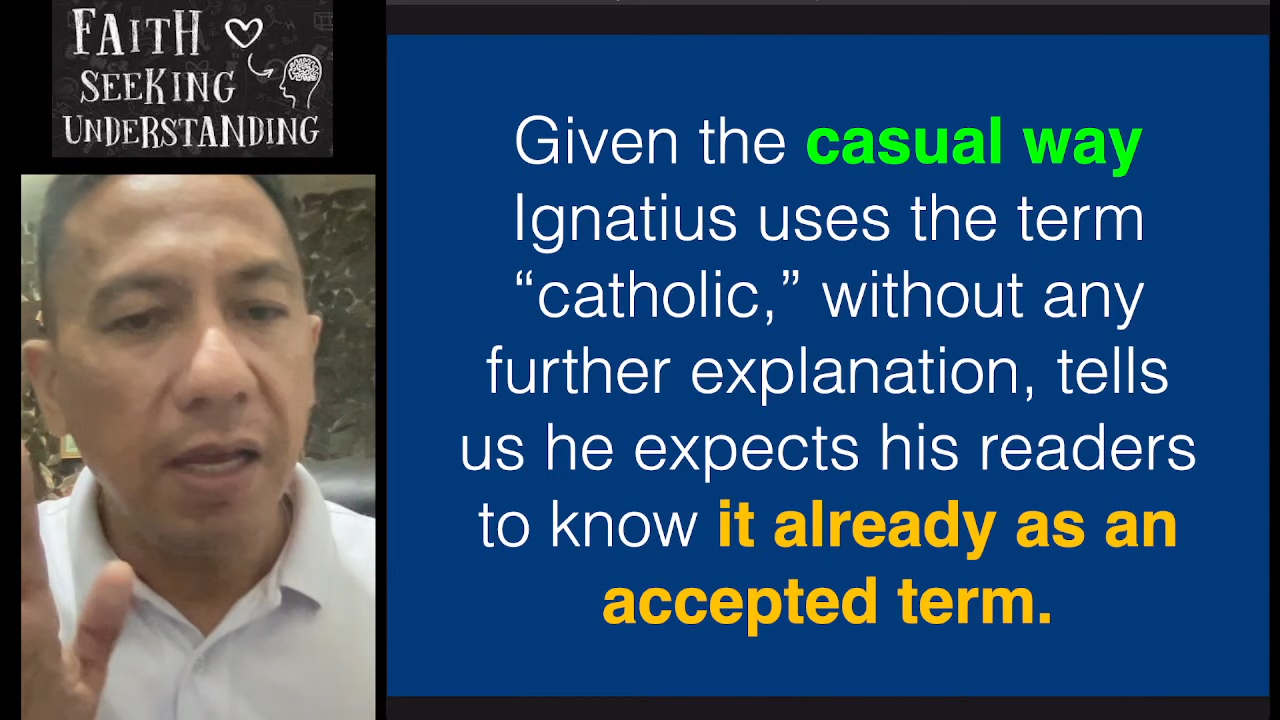 FAITH
SEEKING
UNDERSTANDING
Given the casual way
Ignatius uses the term
“catholic,” without any
further explanation, tells
us he expects his readers
to know it already as an
accepted term.